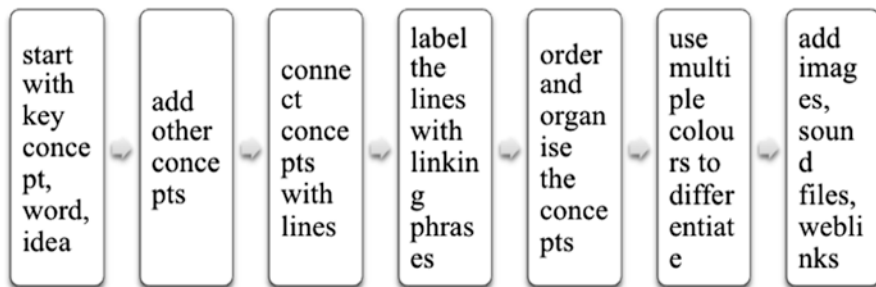 start
with
key
conce
pt,
word,
idea
add
other
conce
pts
conne
ct
conce
pts
with
lines
label
the
lines
with
linkin
g
phras
es
order
and
organ
ise
the
conce
pts
use
multi
ple
colou
rs to
differ
entiat
e
add
imag
es,
soun
d
files,
webli
nks